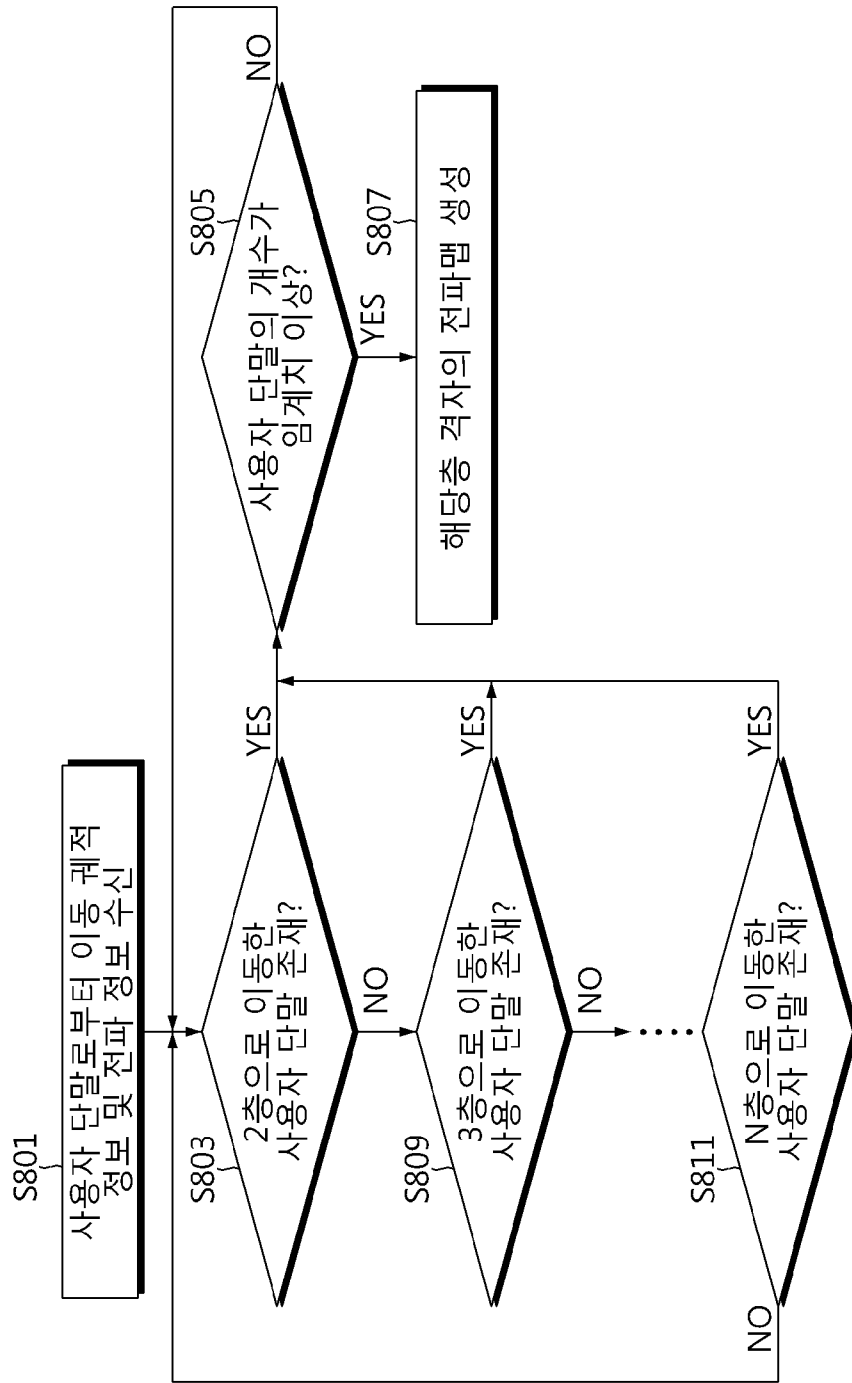 S801
사용자 단말로부터 이동 궤적
정보 및 전파 정보 수신
S803
2층으로 이동한
사용자 단말 존재?
YES
NO
S805
사용자 단말의 개수가
임계치 이상?
NO
YES
S807
해당층 격자의 전파맵 생성
S809
3층으로 이동한
사용자 단말 존재?
YES
NO
S811
N층으로 이동한
사용자 단말 존재?
YES
NO